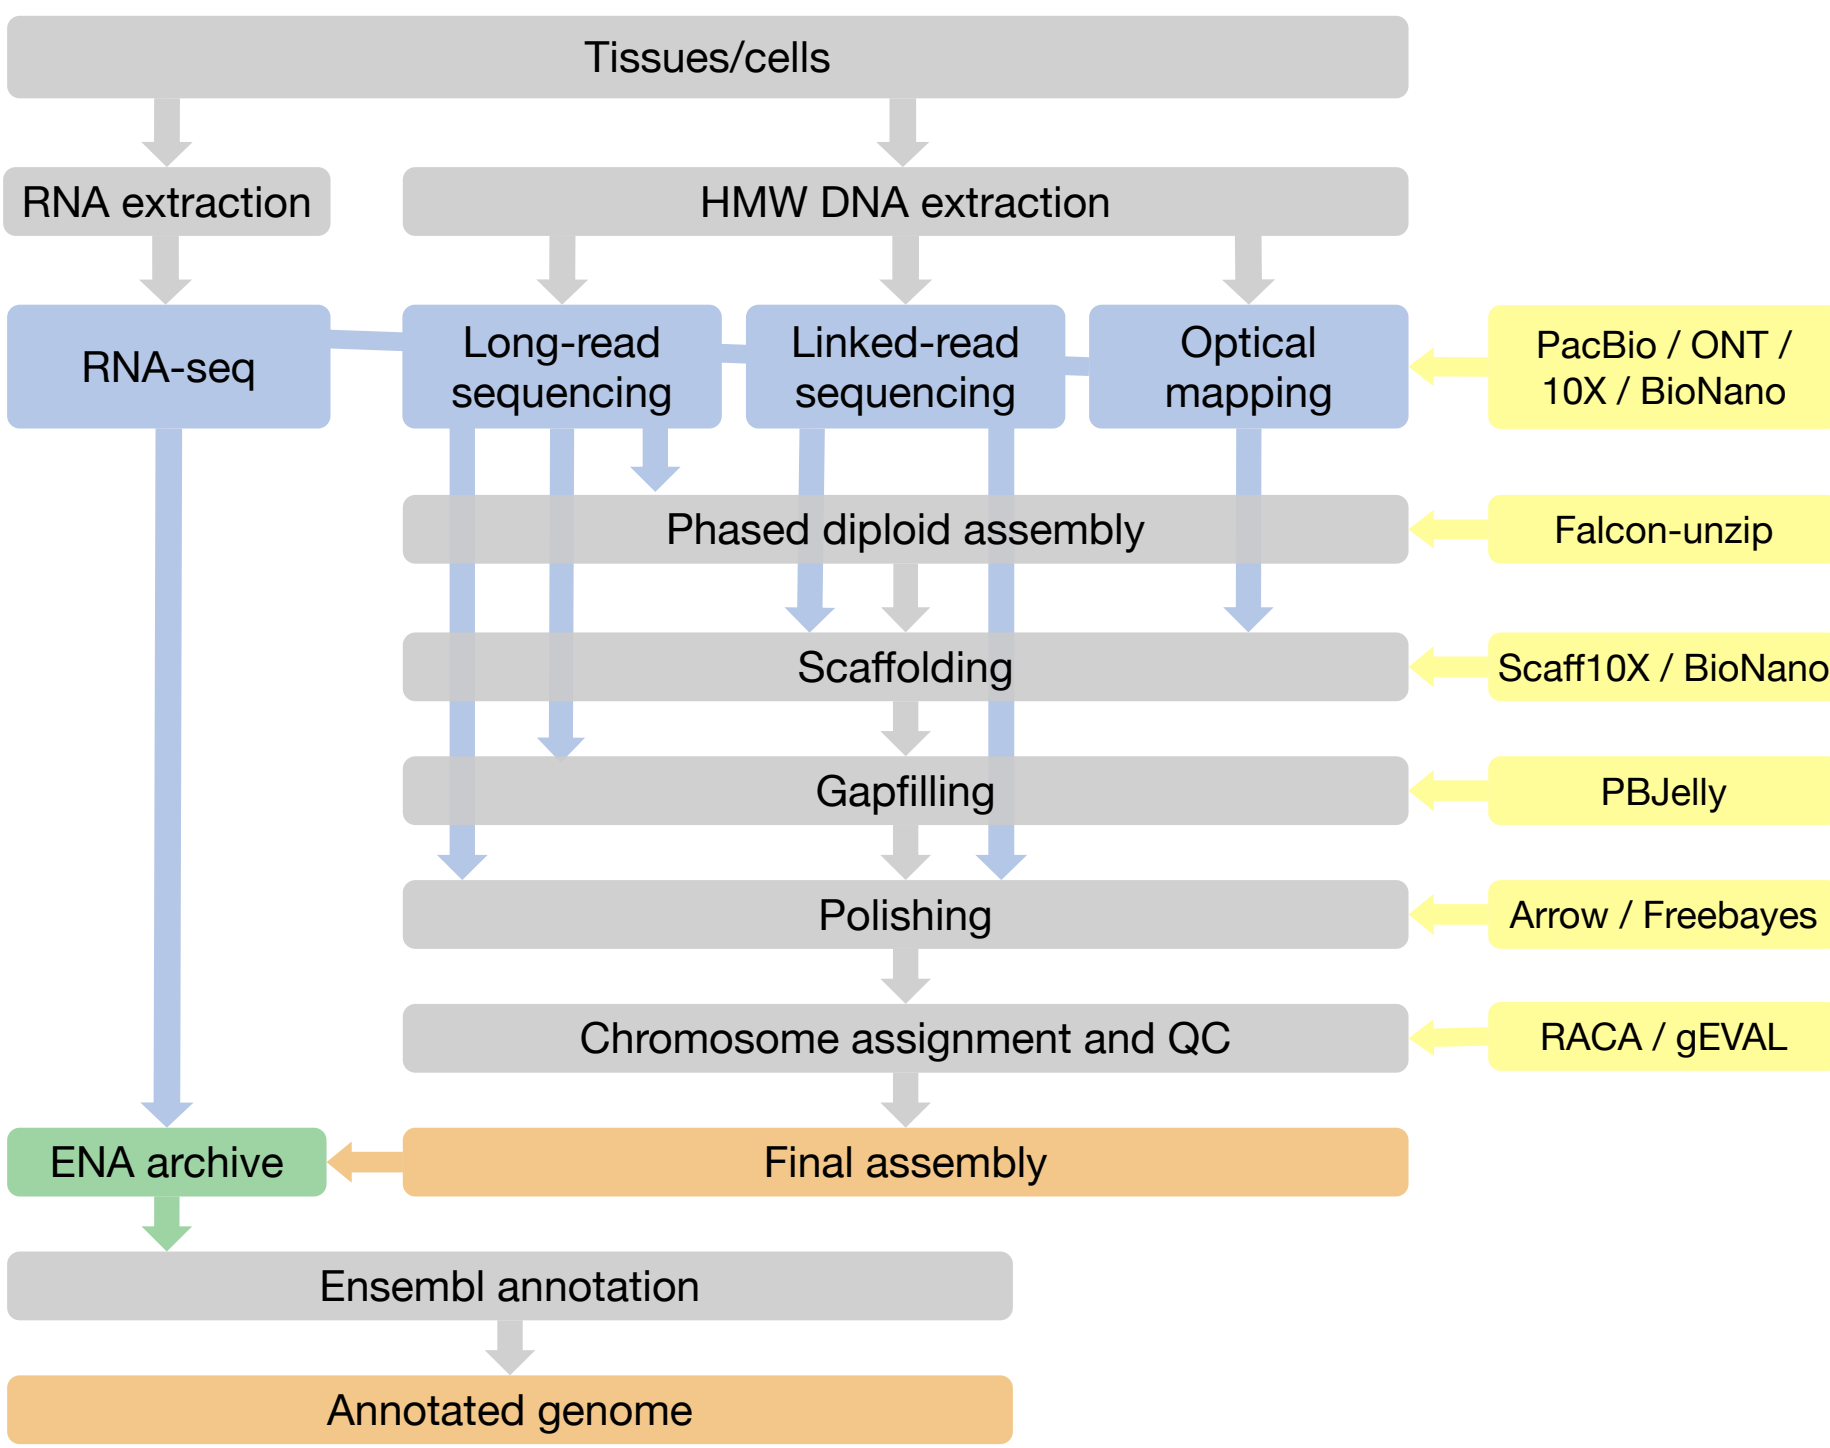 Tissues/cells
RNA extraction
HMW DNA extraction
RNA-seq
Long-read
sequencing
Linked-read
sequencing
Optical
mapping
PacBio / ONT /
10X / BioNano
Phased diploid assembly
Falcon-unzip
Scaffolding
Scaff10X / BioNano
Gapfilling
PBJelly
Polishing
Arrow / Freebayes
Chromosome assignment and QC
RACA / gEVAL
ENA archive
Final assembly
Ensembl annotation
Annotated genome